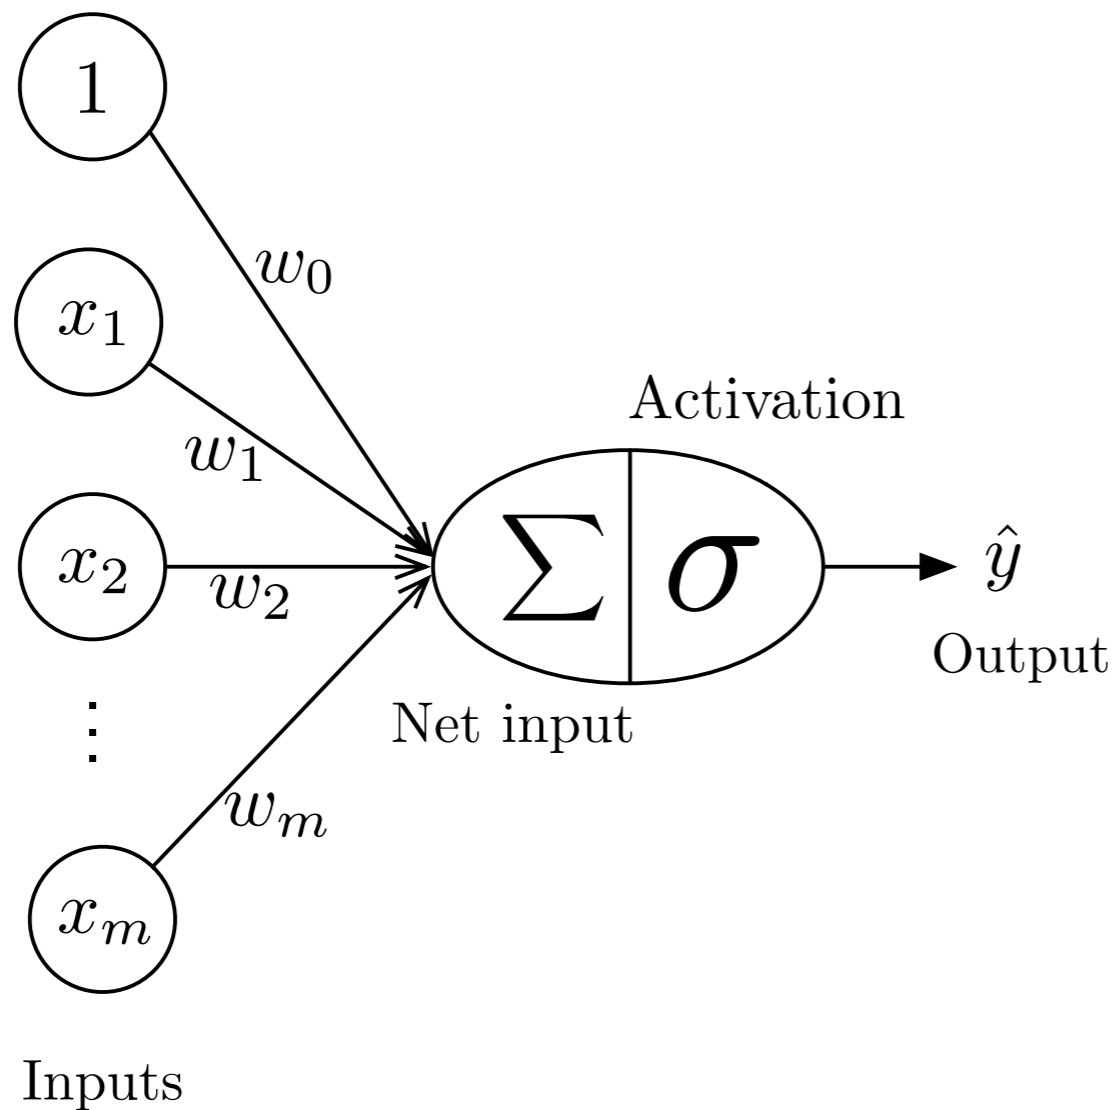 1
w₀
x₁
Activation
w₁
Σ σ
ŷ
x₂
w₂
Output
Net input
⋮
wₘ
xₘ
Inputs